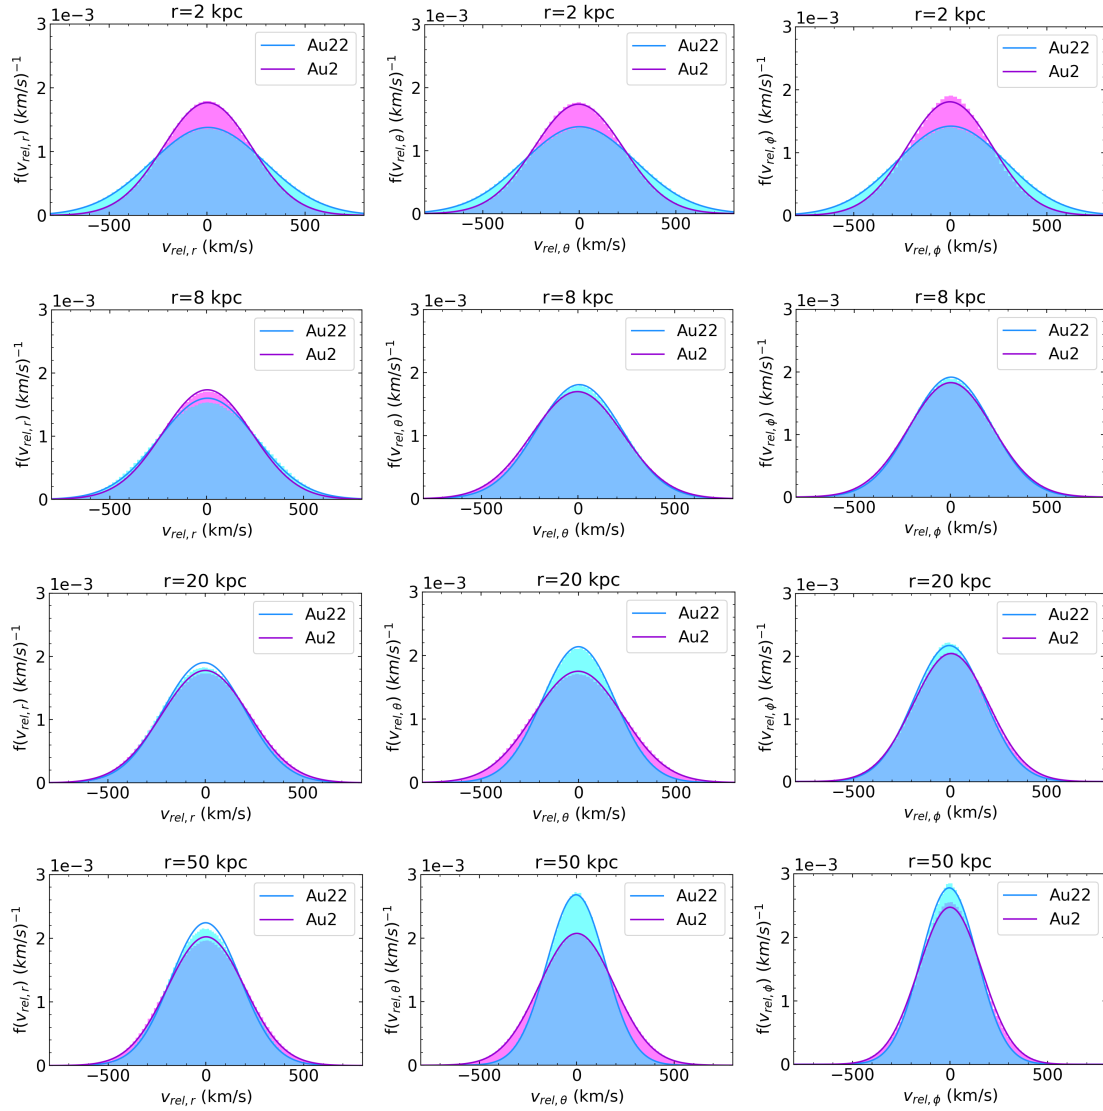 r=2 kpc
1e−3
Au22
Au2
3
2
1
0
f(v_rel,r) (km/s)⁻¹
−500 0 500
v_rel,r (km/s)
r=2 kpc
1e−3
Au22
Au2
3
2
1
0
f(v_rel,θ) (km/s)⁻¹
−500 0 500
v_rel,θ (km/s)
r=2 kpc
1e−3
Au22
Au2
3
2
1
0
f(v_rel,ϕ) (km/s)⁻¹
−500 0 500
v_rel,ϕ (km/s)
r=8 kpc
1e−3
Au22
Au2
3
2
1
0
f(v_rel,r) (km/s)⁻¹
−500 0 500
v_rel,r (km/s)
r=8 kpc
1e−3
Au22
Au2
3
2
1
0
f(v_rel,θ) (km/s)⁻¹
−500 0 500
v_rel,θ (km/s)
r=8 kpc
1e−3
Au22
Au2
3
2
1
0
f(v_rel,ϕ) (km/s)⁻¹
−500 0 500
v_rel,ϕ (km/s)
r=20 kpc
1e−3
Au22
Au2
3
2
1
0
f(v_rel,r) (km/s)⁻¹
−500 0 500
v_rel,r (km/s)
r=20 kpc
1e−3
Au22
Au2
3
2
1
0
f(v_rel,θ) (km/s)⁻¹
−500 0 500
v_rel,θ (km/s)
r=20 kpc
1e−3
Au22
Au2
3
2
1
0
f(v_rel,ϕ) (km/s)⁻¹
−500 0 500
v_rel,ϕ (km/s)
r=50 kpc
1e−3
Au22
Au2
3
2
1
0
f(v_rel,r) (km/s)⁻¹
−500 0 500
v_rel,r (km/s)
r=50 kpc
1e−3
Au22
Au2
3
2
1
0
f(v_rel,θ) (km/s)⁻¹
−500 0 500
v_rel,θ (km/s)
r=50 kpc
1e−3
Au22
Au2
3
2
1
0
f(v_rel,ϕ) (km/s)⁻¹
−500 0 500
v_rel,ϕ (km/s)